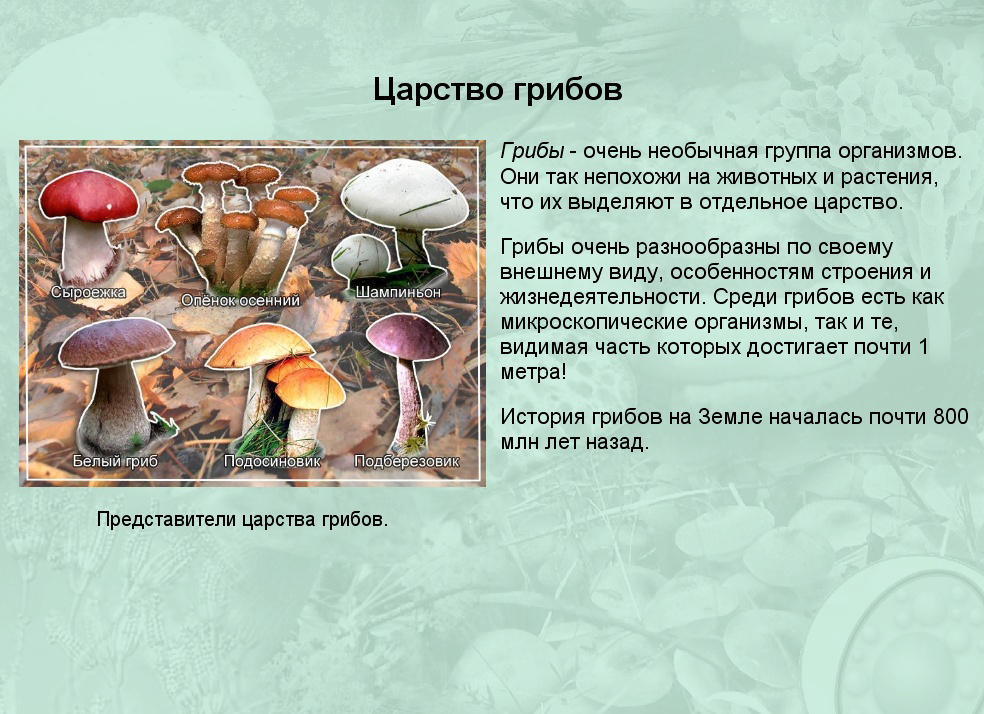 Царство грибов
Сыроежка
Опёнок осенний
Шампиньон
Белый гриб
Подосиновик
Подберезовик
Представители царства грибов.
Грибы - очень необычная группа организмов.
Они так непохожи на животных и растения,
что их выделяют в отдельное царство.
Грибы очень разнообразны по своему
внешнему виду, особенностям строения и
жизнедеятельности. Среди грибов есть как
микроскопические организмы, так и те,
видимая часть которых достигает почти 1
метра!
История грибов на Земле началась почти 800
млн лет назад.